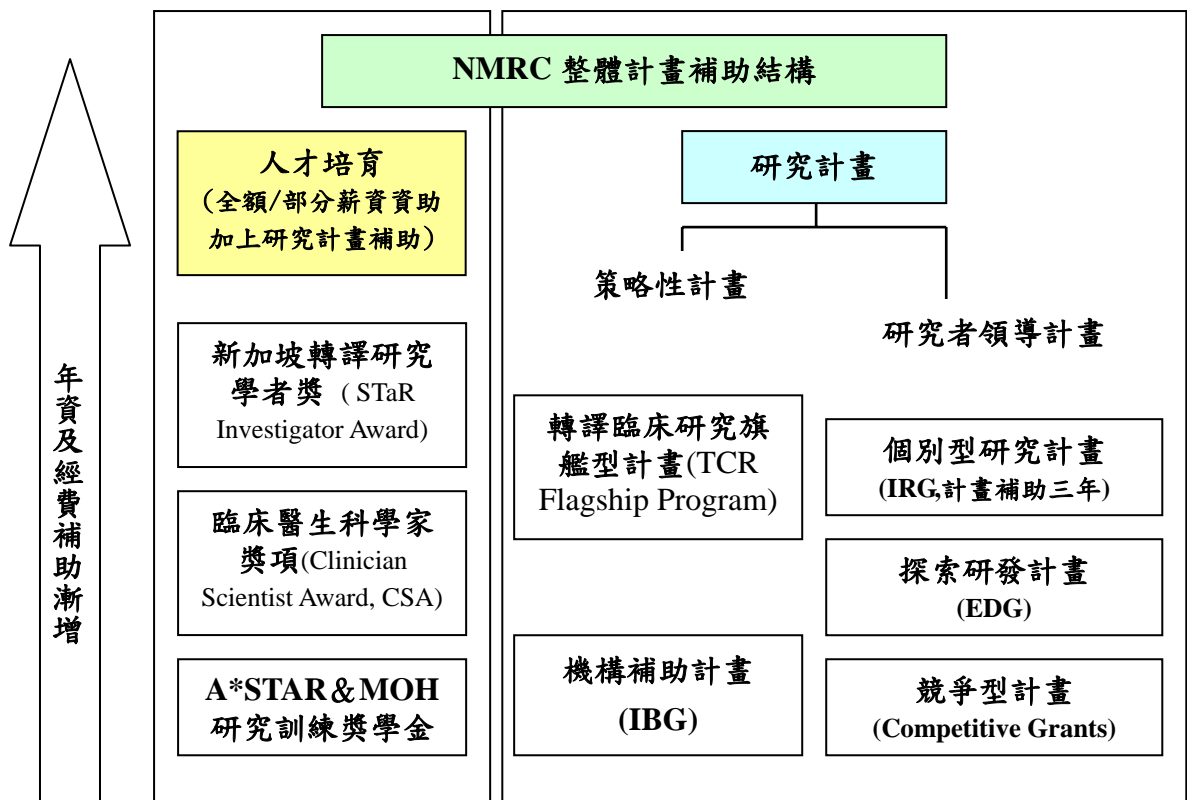 NMRC 整體計畫補助結構
年資及經費補助漸增
人才培育
(全額/部分薪資資助
加上研究計畫補助)
新加坡轉譯研究
學者獎 ( STaR
Investigator Award)
臨床醫生科學家
獎項(Clinician
Scientist Award, CSA)
A*STAR＆MOH
研究訓練獎學金
研究計畫
策略性計畫
轉譯臨床研究旗
艦型計畫(TCR
Flagship Program)
機構補助計畫
(IBG)
研究者領導計畫
個別型研究計畫
(IRG,計畫補助三年)
探索研發計畫
(EDG)
競爭型計畫
(Competitive Grants)